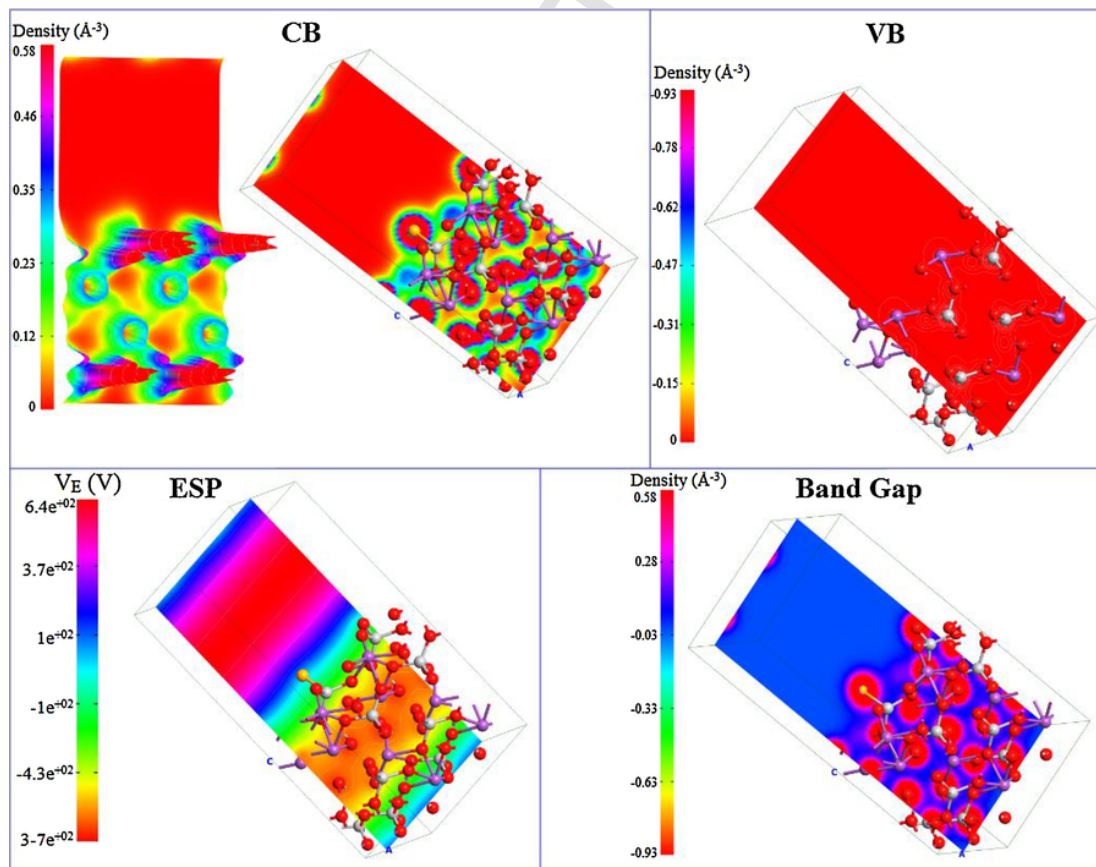 CB
Density (Å-3)
0.58
0.46
0.35
0.23
0.12
0
C
A
VB
Density (Å-3)
-0.93
-0.78
-0.62
-0.47
-0.31
-0.15
0
C
A
VE (V)
ESP
6.4e+02
3.7e+02
1e+02
-1e+02
-4.3e+02
3-7e+02
C
A
Density (Å-3)
Band Gap
0.58
0.28
-0.03
-0.33
-0.63
-0.93
C
A